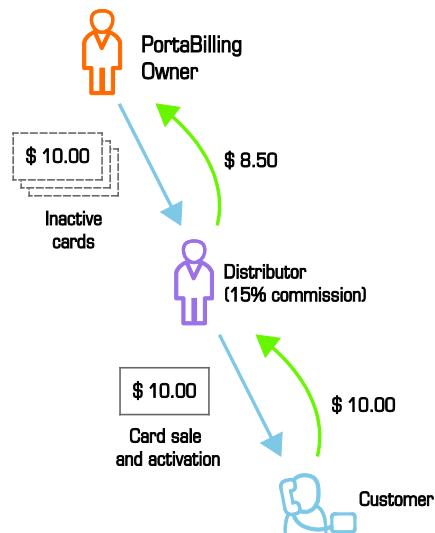 PortaBilling
Owner
$ 10.00
$ 8.50
Inactive
cards
Distributor
(15% commission)
$ 10.00
$ 10.00
Card sale
and activation
Customer